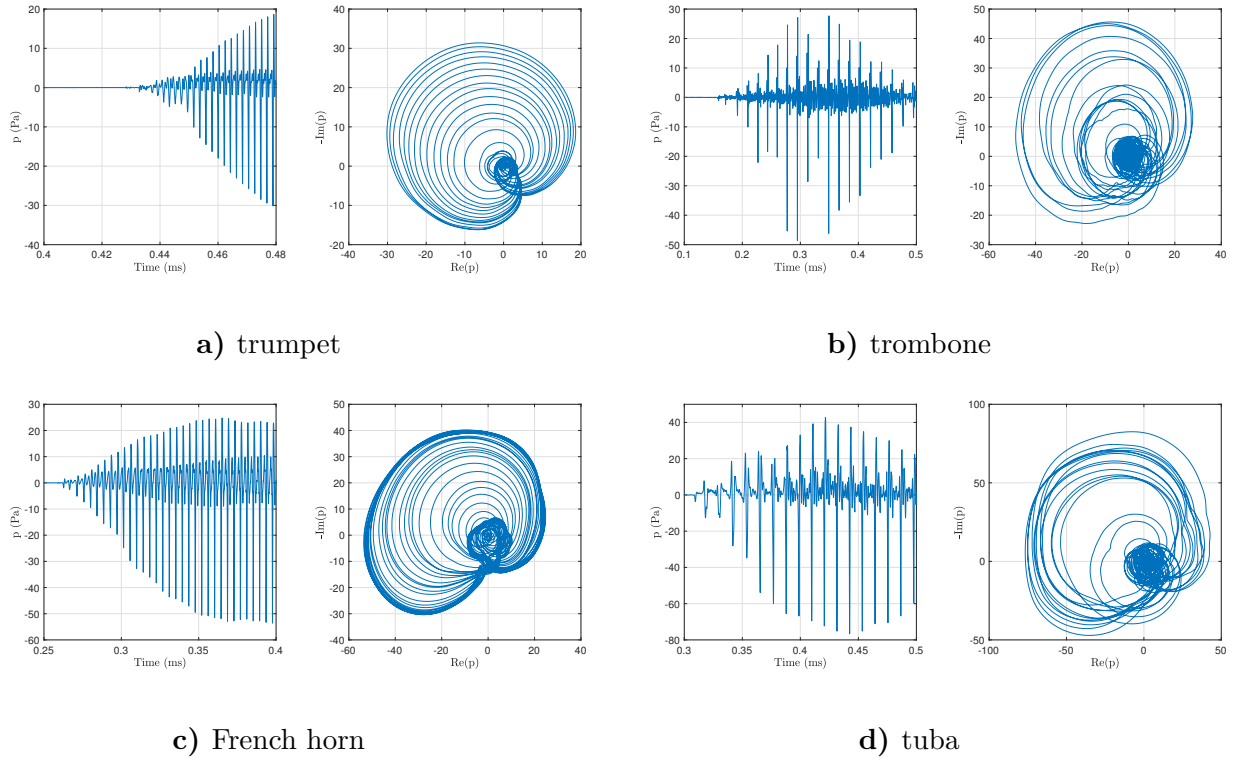 20
10
0
-10
-20
-30
-40
p (Pa)
0.4 0.42 0.44 0.46 0.48
Time (ms)
40
30
20
10
0
-10
-20
-Im(p)
-40 -30 -20 -10 0 10 20
Re(p)
a) trumpet
30
20
10
0
-10
-20
-30
-40
-50
p (Pa)
0.1 0.2 0.3 0.4 0.5
Time (ms)
50
40
30
20
10
0
-10
-20
-30
-Im(p)
-60 -40 -20 0 20 40
Re(p)
b) trombone
30
20
10
0
-10
-20
-30
-40
-50
-60
p (Pa)
0.25 0.3 0.35 0.4
Time (ms)
50
40
30
20
10
0
-10
-20
-30
-40
-Im(p)
-60 -40 -20 0 20 40
Re(p)
c) French horn
60
40
20
0
-20
-40
-60
-80
p (Pa)
0.3 0.35 0.4 0.45 0.5
Time (ms)
100
50
0
-50
-Im(p)
-100 -50 0 50
Re(p)
d) tuba